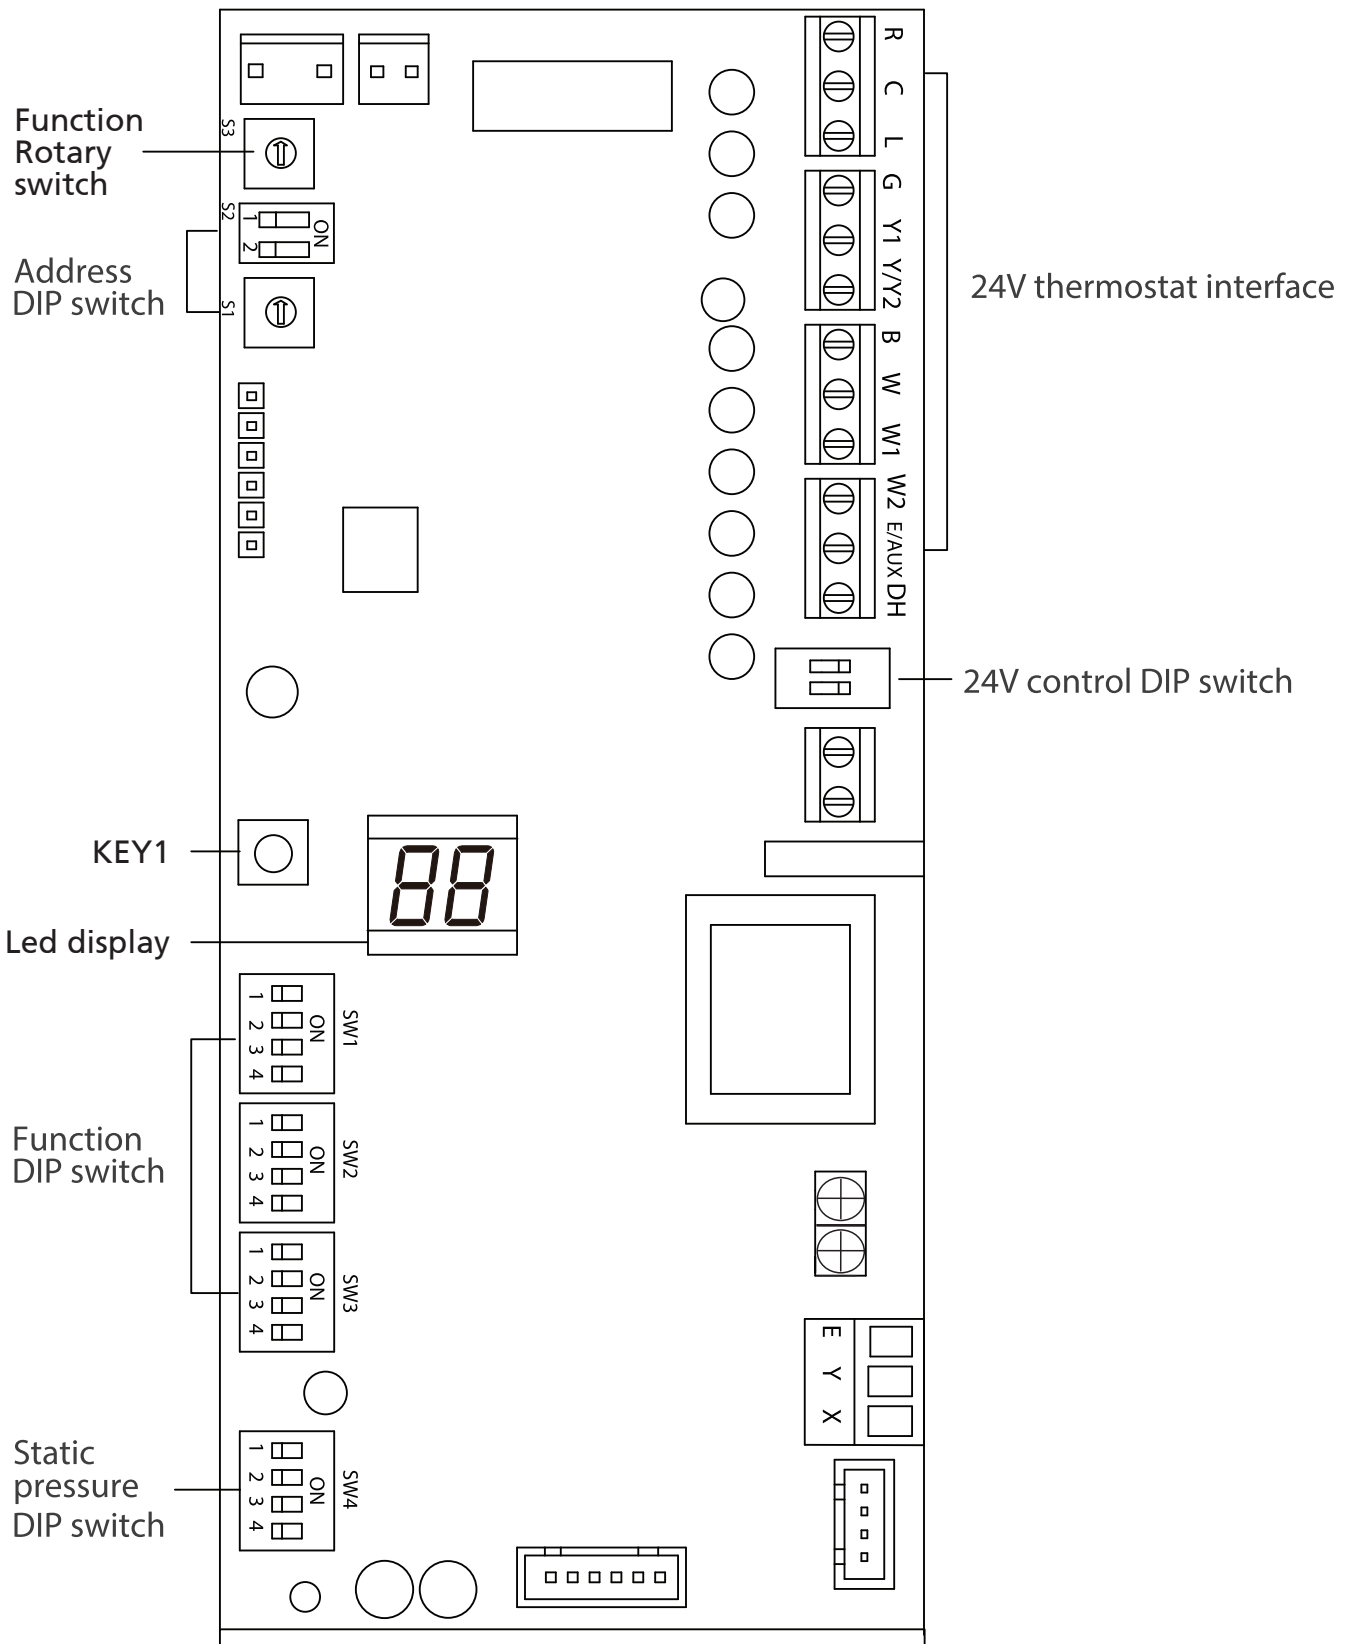 Function
Rotary
switch
S3
S2
1
2
ON
Address
DIP switch
S1
R
C
L
G
Y1
Y/Y2
B
W
W1
W2
E/AUX
DH
24V thermostat interface
24V control DIP switch
KEY1
88
Led display
1
2
3
4
ON
SW1
Function
DIP switch
1
2
3
4
ON
SW2
1
2
3
4
ON
SW3
E
Y
X
Static
pressure
DIP switch
1
2
3
4
ON
SW4